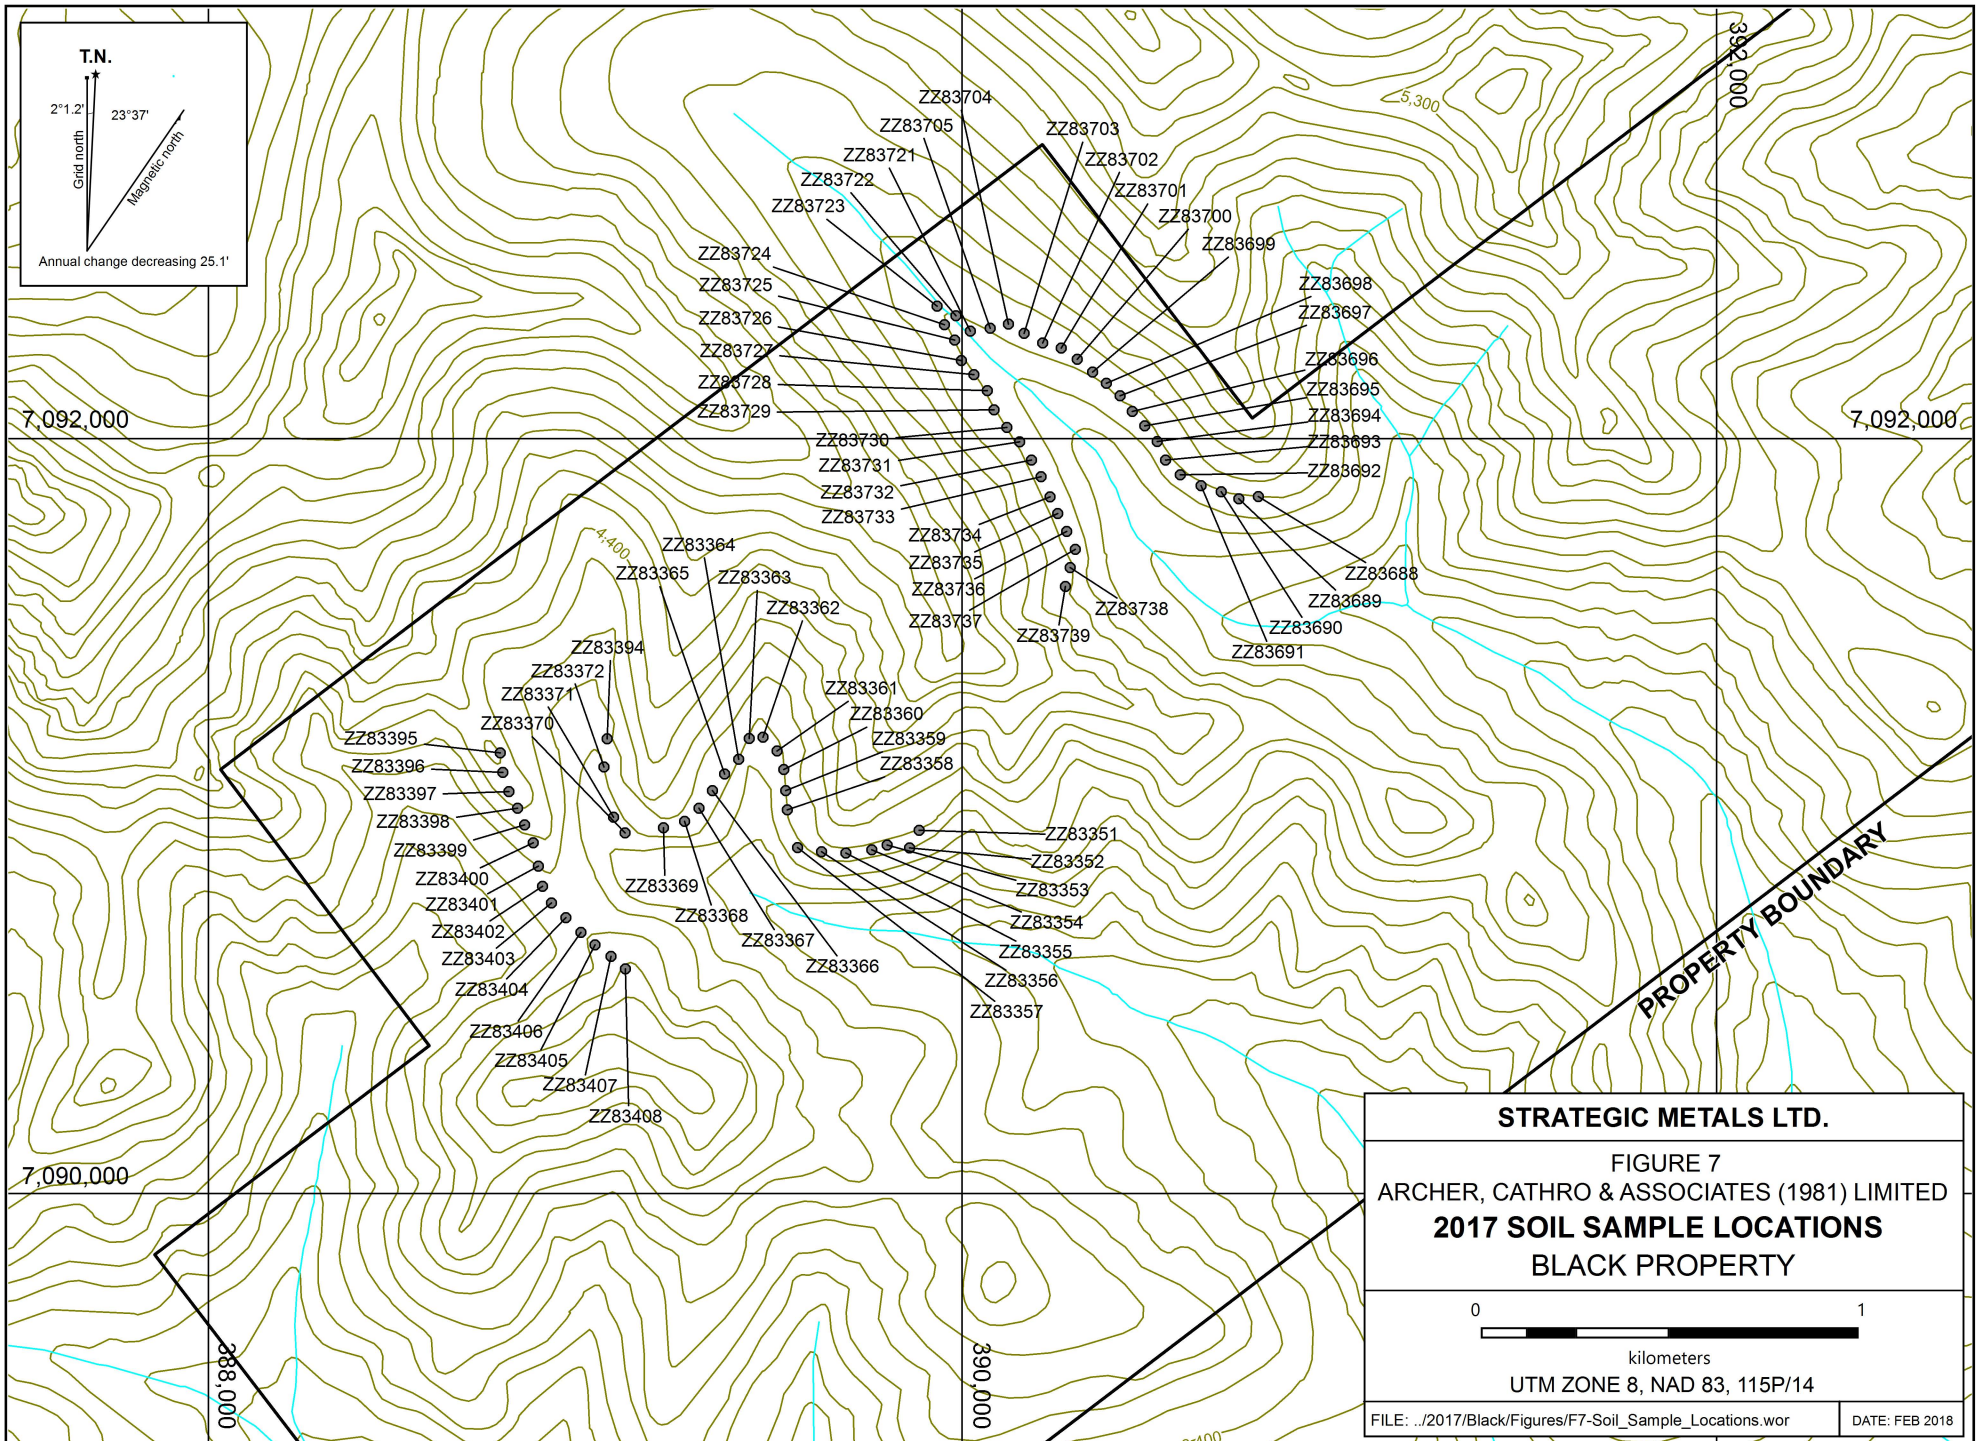 T.N.
2°1.2'
23°37'
Grid north
Magnetic north
Annual change decreasing 25.1'
392,000
5,300
ZZ83704
ZZ83705
ZZ83703
ZZ83721
ZZ83702
ZZ83722
ZZ83701
ZZ83723
ZZ83700
ZZ83699
ZZ83724
ZZ83725
ZZ83698
ZZ83697
ZZ83726
ZZ83727
ZZ83696
ZZ83728
ZZ83695
ZZ83729
ZZ83694
7,092,000
7,092,000
ZZ83730
ZZ83693
ZZ83731
ZZ83692
ZZ83732
ZZ83733
ZZ83734
4,400
ZZ83364
ZZ83735
ZZ83365
ZZ83363
ZZ83688
ZZ83736
ZZ83689
ZZ83362
ZZ83738
ZZ83737
ZZ83690
ZZ83739
ZZ83691
ZZ83394
ZZ83372
ZZ83371
ZZ83361
ZZ83370
ZZ83360
ZZ83395
ZZ83359
ZZ83396
ZZ83358
ZZ83397
ZZ83398
ZZ83351
ZZ83399
ZZ83352
ZZ83400
ZZ83369
ZZ83353
ZZ83401
ZZ83368
ZZ83354
ZZ83402
ZZ83367
ZZ83355
ZZ83403
ZZ83366
ZZ83356
ZZ83404
ZZ83357
ZZ83406
ZZ83405
ZZ83407
ZZ83408
PROPERTY BOUNDARY
7,090,000
388,000
390,000
STRATEGIC METALS LTD.
FIGURE 7
ARCHER, CATHRO & ASSOCIATES (1981) LIMITED
2017 SOIL SAMPLE LOCATIONS
BLACK PROPERTY
0 1
kilometers
UTM ZONE 8, NAD 83, 115P/14
FILE: ../2017/Black/Figures/F7-Soil_Sample_Locations.wor
DATE: FEB 2018